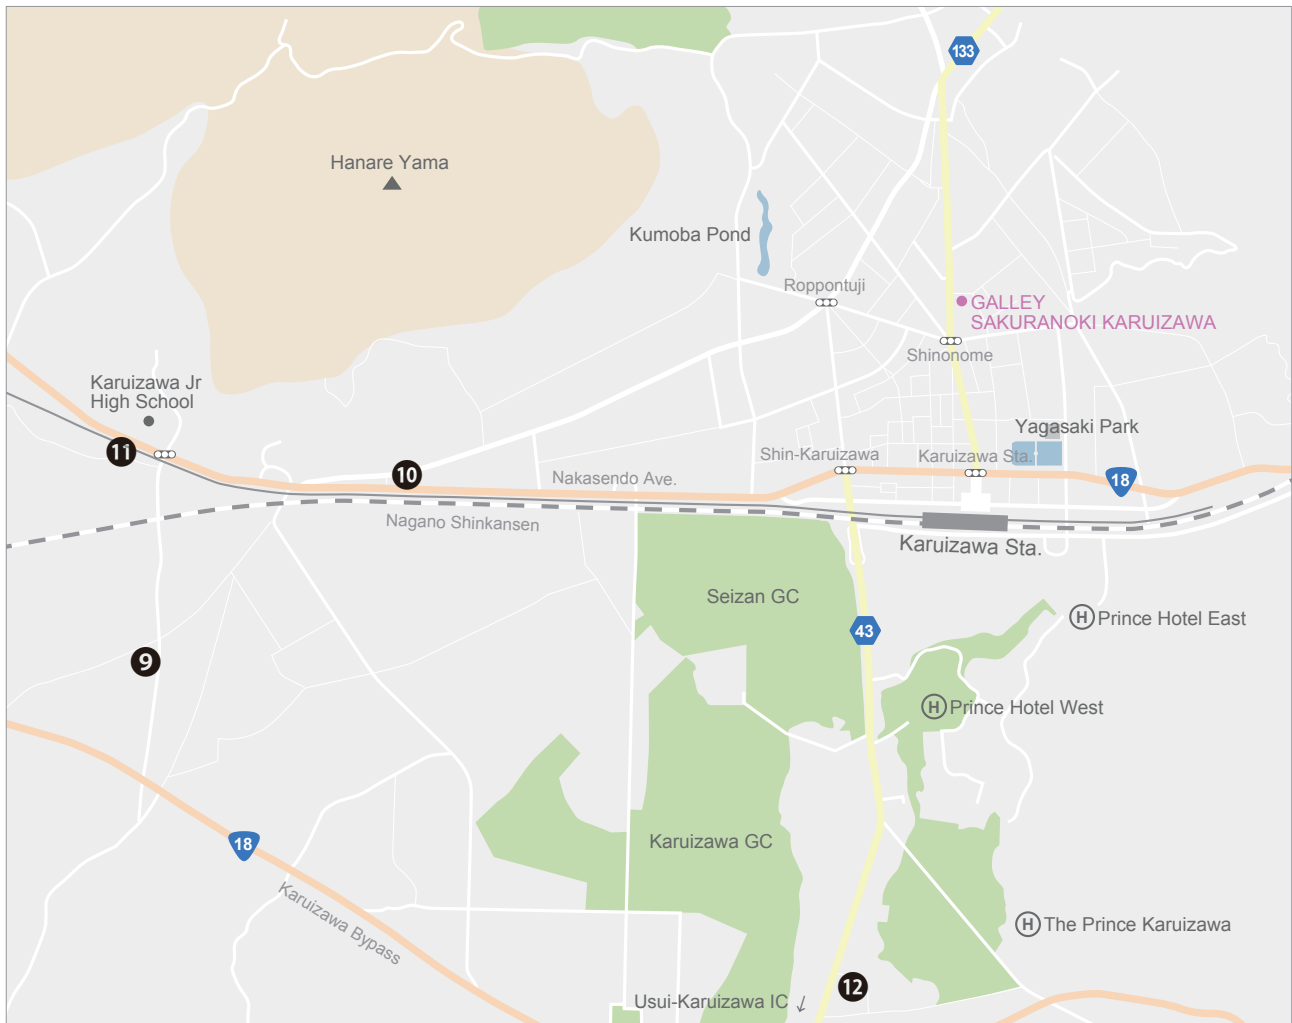 133
Hanare Yama
Kumoba Pond
Roppontuji
GALLEY
SAKURANOKI KARUIZAWA
Shinonome
Karuizawa Jr
High School
Yagasaki Park
11
10
Shin-Karuizawa
Karuizawa Sta.
Nakasendo Ave.
18
Nagano Shinkansen
Karuizawa Sta.
Seizan GC
H Prince Hotel East
43
9
H Prince Hotel West
18
Karuizawa GC
Karuizawa Bypass
H The Prince Karuizawa
12
Usui-Karuizawa IC ↓